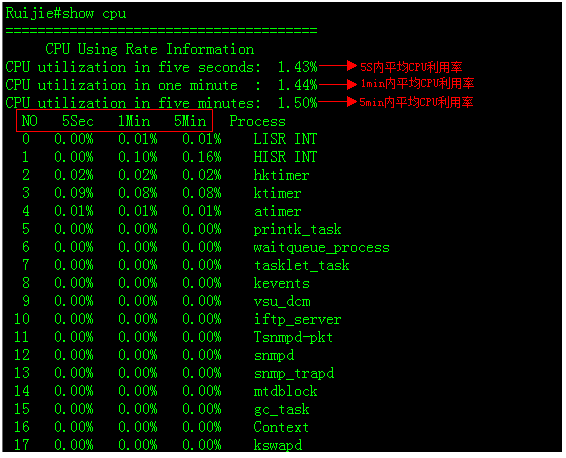 Ruijie#show cpu
=======================================
CPU Using Rate Information
CPU utilization in five seconds: 1.43% 5S内平均CPU利用率
CPU utilization in one minute : 1.44% 1min内平均CPU利用率
CPU utilization in five minutes: 1.50% 5min内平均CPU利用率
NO 5Sec 1Min 5Min Process
0 0.00% 0.01% 0.01% LISR INT
1 0.00% 0.10% 0.16% HISR INT
2 0.02% 0.02% 0.02% hktimer
3 0.09% 0.08% 0.08% ktimer
4 0.01% 0.01% 0.01% atimer
5 0.00% 0.00% 0.00% printk_task
6 0.00% 0.00% 0.00% waitqueue_process
7 0.00% 0.00% 0.00% tasklet_task
8 0.00% 0.00% 0.00% kevents
9 0.00% 0.00% 0.00% vsu_dcm
10 0.00% 0.00% 0.00% iftp_server
11 0.00% 0.00% 0.00% Tsnmpd-pkt
12 0.00% 0.00% 0.00% snmpd
13 0.00% 0.00% 0.00% snmp_trapd
14 0.00% 0.00% 0.00% mtdblock
15 0.00% 0.00% 0.00% gc_task
16 0.00% 0.00% 0.00% Context
17 0.00% 0.00% 0.00% kswapd